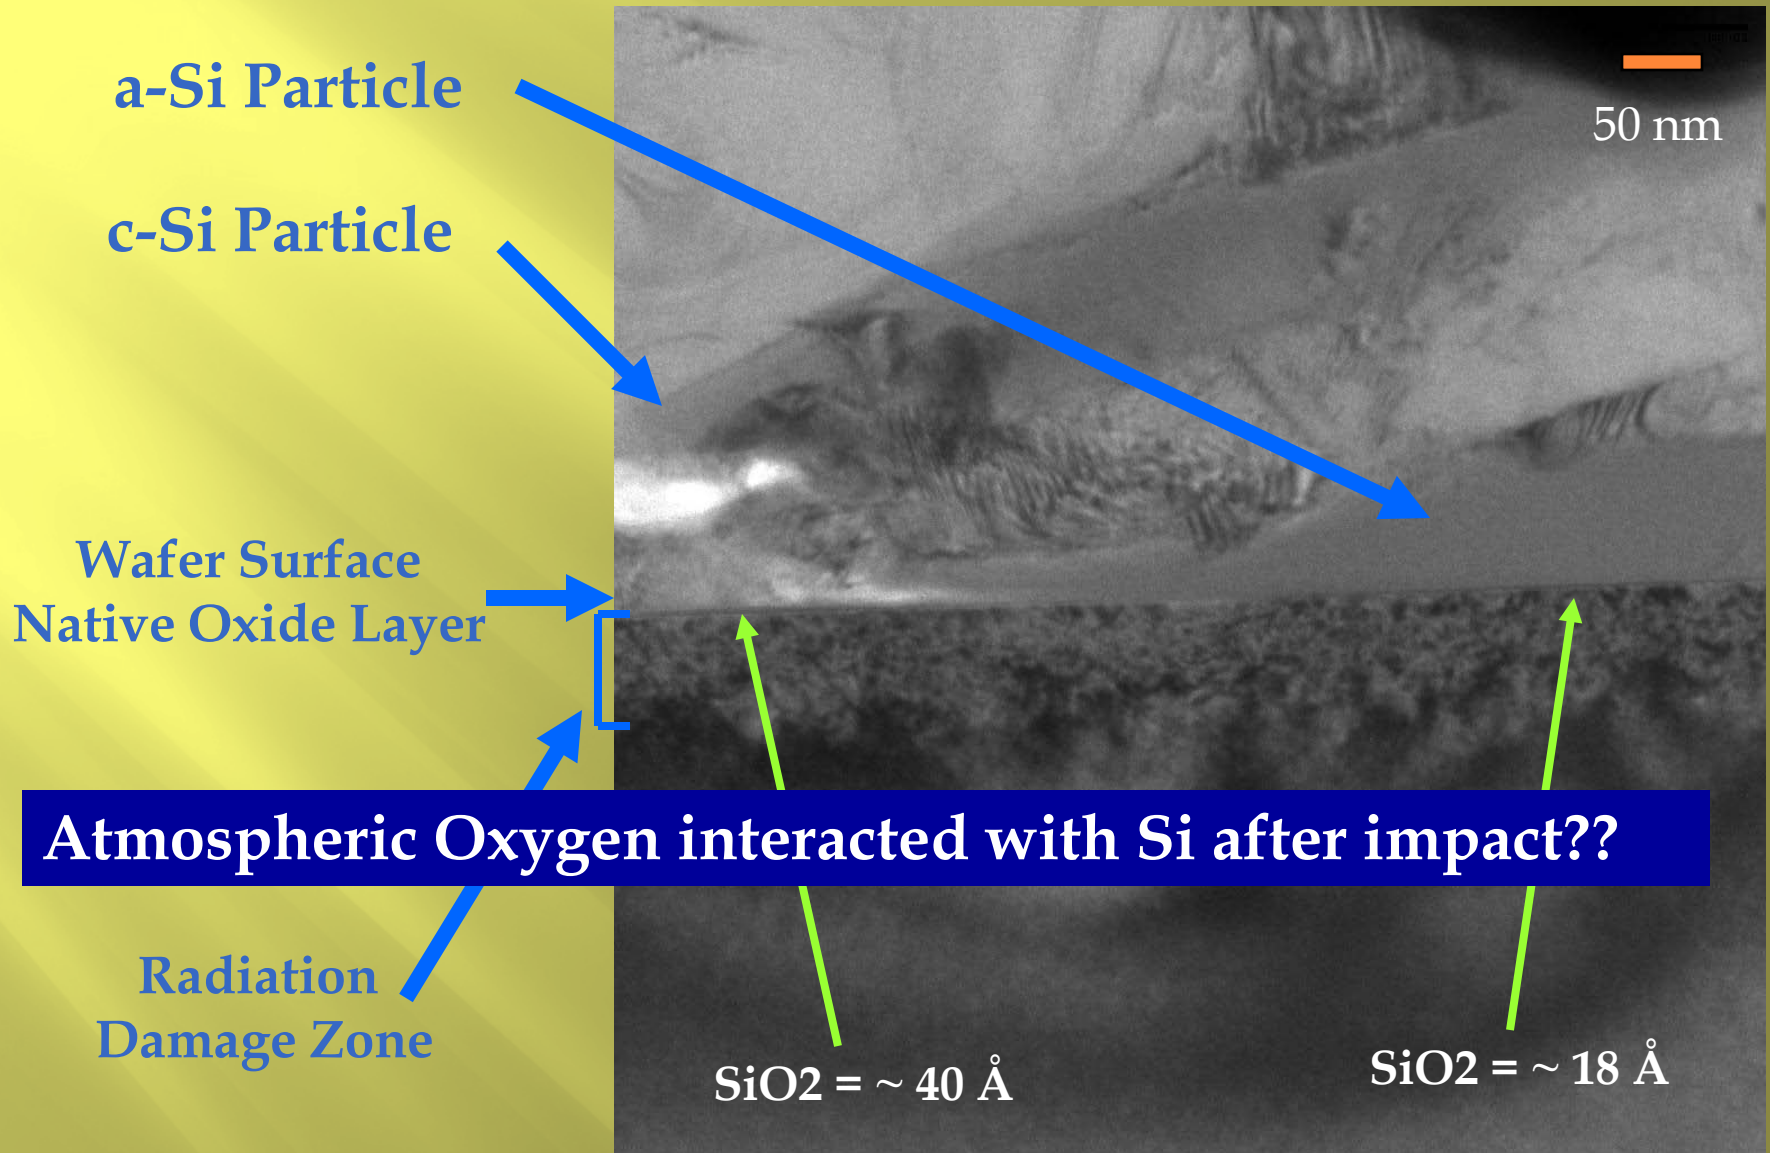 a-Si Particle
50 nm
c-Si Particle
Wafer Surface
Native Oxide Layer
Atmospheric Oxygen interacted with Si after impact??
Radiation
Damage Zone
SiO2 = ~ 40 Å
SiO2 = ~ 18 Å